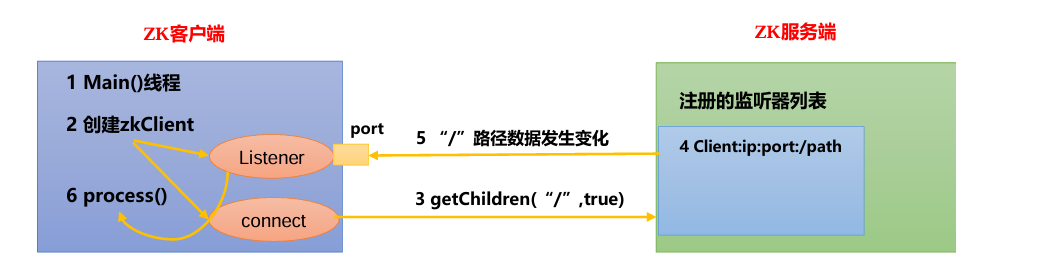 ZK客户端
ZK服务端
1 Main()线程
2 创建zkClient
port
Listener
6 process()
connect
5 “/”路径数据发生变化
3 getChildren(“/”,true)
注册的监听器列表
4 Client:ip:port:/path